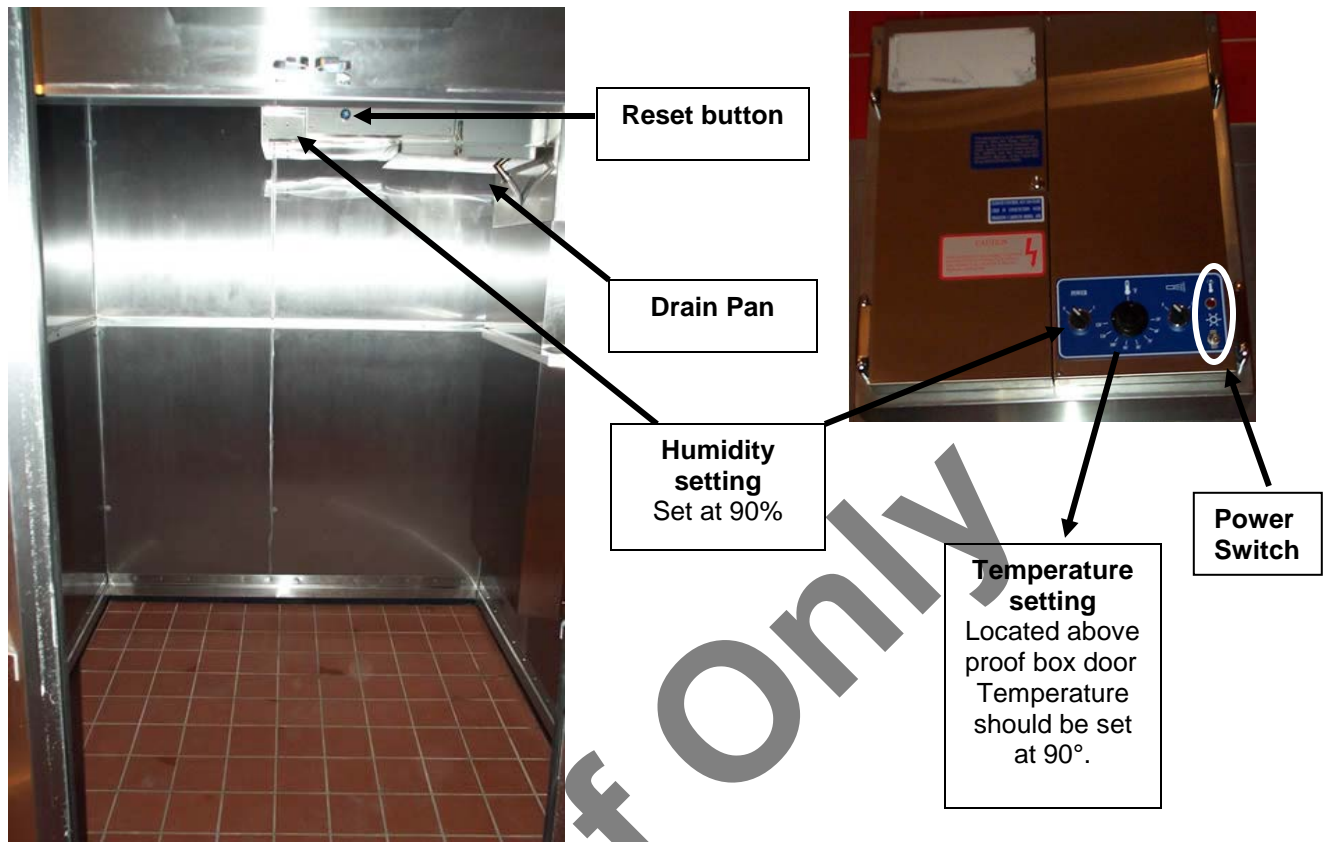 Reset button
Drain Pan
Humidity
setting
Set at 90%
Temperature
setting
Located above
proof box door
Temperature
should be set
at 90°.
Power
Switch
f Only
CAUTION